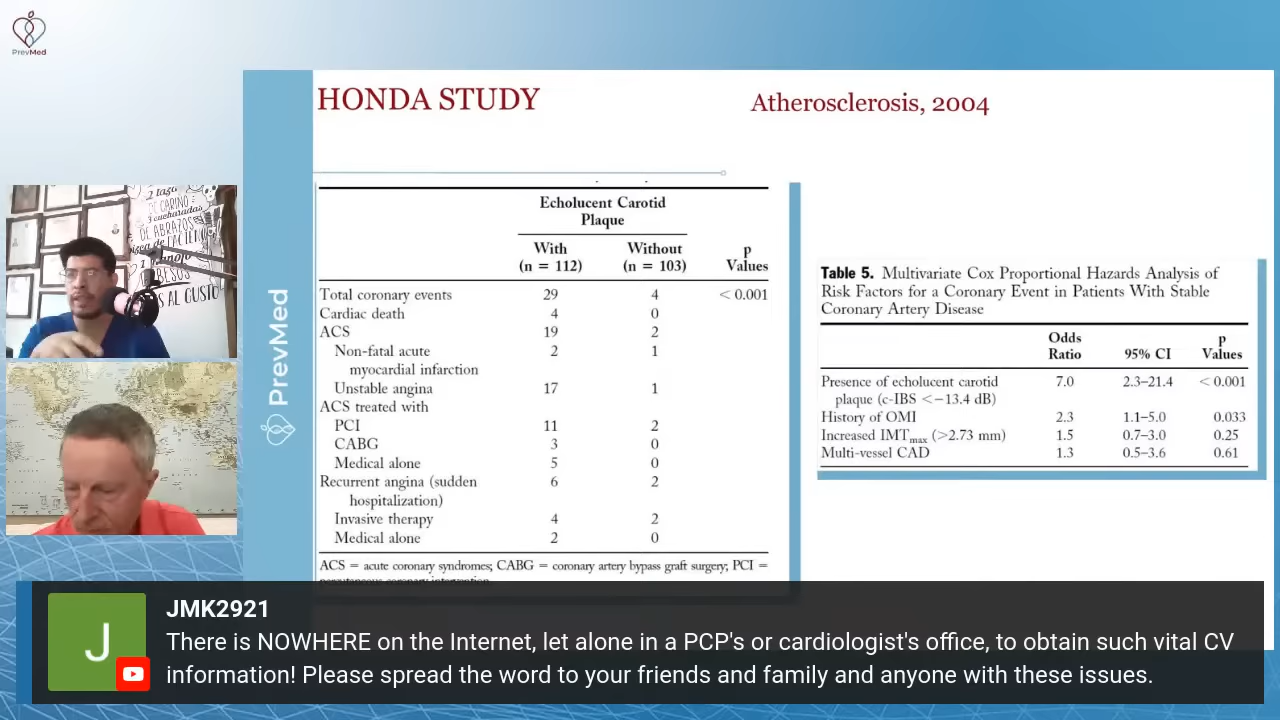 PrevMed
HONDA STUDY
Atherosclerosis, 2004
DE CARIÑO
3 cucharadas
DE ABRAZOS
AL GUSTO
PrevMed
Echolucent Carotid
Plaque
With Without p
(n = 112) (n = 103) Values
Total coronary events 29 4 < 0.001
Cardiac death 4 0
ACS 19 2
Non-fatal acute 2 1
myocardial infarction
Unstable angina 17 1
ACS treated with
PCI 11 2
CABG 3 0
Medical alone 5 0
Recurrent angina (sudden 6 2
hospitalization)
Invasive therapy 4 2
Medical alone 2 0
ACS = acute coronary syndromes; CABG = coronary artery bypass graft surgery; PCI =
Table 5. Multivariate Cox Proportional Hazards Analysis of
Risk Factors for a Coronary Event in Patients With Stable
Coronary Artery Disease
Odds p
Ratio 95% CI Values
Presence of echolucent carotid 7.0 2.3–21.4 < 0.001
plaque (c-IBS <−13.4 dB)
History of OMI 2.3 1.1–5.0 0.033
Increased IMTmax (>2.73 mm) 1.5 0.7–3.0 0.25
Multi-vessel CAD 1.3 0.5–3.6 0.61
J
JMK2921
There is NOWHERE on the Internet, let alone in a PCP's or cardiologist's office, to obtain such vital CV
information! Please spread the word to your friends and family and anyone with these issues.